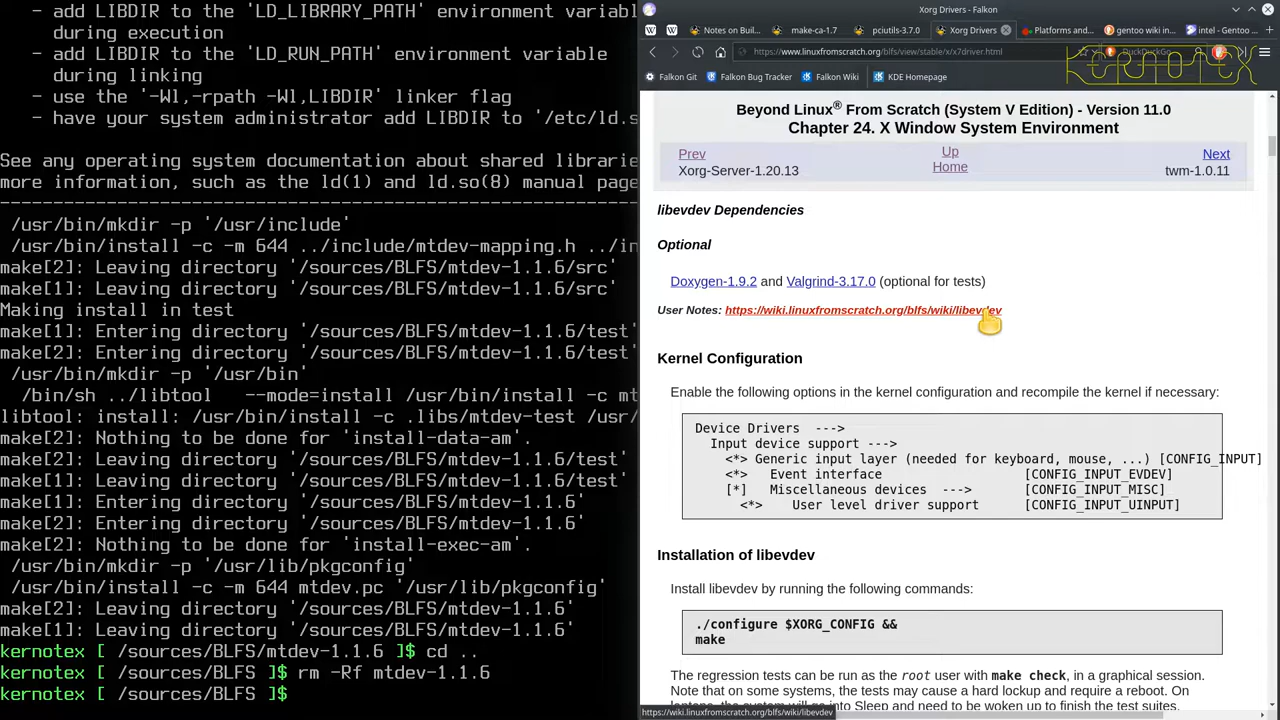 - add LIBDIR to the 'LD_LIBRARY_PATH' environment variabl
during execution
- add LIBDIR to the 'LD_RUN_PATH' environment variable
during linking
- use the '-Wl,-rpath -Wl,LIBDIR' linker flag
- have your system administrator add LIBDIR to '/etc/ld.s
See any operating system documentation about shared librarie
more information, such as the ld(1) and ld.so(8) manual page
/usr/bin/mkdir -p '/usr/include'
/usr/bin/install -c -m 644 ../include/mtdev-mapping.h ../in
make[2]: Leaving directory '/sources/BLFS/mtdev-1.1.6/src'
make[1]: Leaving directory '/sources/BLFS/mtdev-1.1.6/src'
Making install in test
make[1]: Entering directory '/sources/BLFS/mtdev-1.1.6/test'
make[2]: Entering directory '/sources/BLFS/mtdev-1.1.6/test'
/usr/bin/mkdir -p '/usr/bin'
/bin/sh ../libtool   --mode=install /usr/bin/install -c mt
libtool: install: /usr/bin/install -c .libs/mtdev-test /usr/
make[2]: Nothing to be done for 'install-data-am'.
make[2]: Leaving directory '/sources/BLFS/mtdev-1.1.6/test'
make[1]: Leaving directory '/sources/BLFS/mtdev-1.1.6/test'
make[1]: Entering directory '/sources/BLFS/mtdev-1.1.6'
make[2]: Entering directory '/sources/BLFS/mtdev-1.1.6'
make[2]: Nothing to be done for 'install-exec-am'.
/usr/bin/mkdir -p '/usr/lib/pkgconfig'
/usr/bin/install -c -m 644 mtdev.pc '/usr/lib/pkgconfig'
make[2]: Leaving directory '/sources/BLFS/mtdev-1.1.6'
make[1]: Leaving directory '/sources/BLFS/mtdev-1.1.6'
kernotex [ /sources/BLFS/mtdev-1.1.6 ]$ cd ..
kernotex [ /sources/BLFS ]$ rm -Rf mtdev-1.1.6
kernotex [ /sources/BLFS ]$
Xorg Drivers - Falkon
Notes on Buil... make-ca-1.7 pciutils-3.7.0 Xorg Drivers Platforms and... gentoo wiki in... intel - Gentoo ...
https://www.linuxfromscratch.org/blfs/view/stable/x/x7driver.html DuckDuckGo
Kernotex
Falkon Git Falkon Bug Tracker Falkon Wiki KDE Homepage
Beyond Linux® From Scratch (System V Edition) - Version 11.0
Chapter 24. X Window System Environment
Prev Up Next
Xorg-Server-1.20.13 Home twm-1.0.11
libevdev Dependencies
Optional
Doxygen-1.9.2 and Valgrind-3.17.0 (optional for tests)
User Notes: https://wiki.linuxfromscratch.org/blfs/wiki/libevdev
Kernel Configuration
Enable the following options in the kernel configuration and recompile the kernel if necessary:
Device Drivers  --->
Input device support --->
<*> Generic input layer (needed for keyboard, mouse, ...) [CONFIG_INPUT]
<*>   Event interface                   [CONFIG_INPUT_EVDEV]
[*]   Miscellaneous devices  --->       [CONFIG_INPUT_MISC]
<*>    User level driver support      [CONFIG_INPUT_UINPUT]
Installation of libevdev
Install libevdev by running the following commands:
./configure $XORG_CONFIG &&
make
The regression tests can be run as the root user with make check, in a graphical session.
Note that on some systems, the tests may cause a hard lockup and require a reboot. On
laptops, the system will go into Sleep and need to be woken up to finish the test suites.
https://wiki.linuxfromscratch.org/blfs/wiki/libevdev